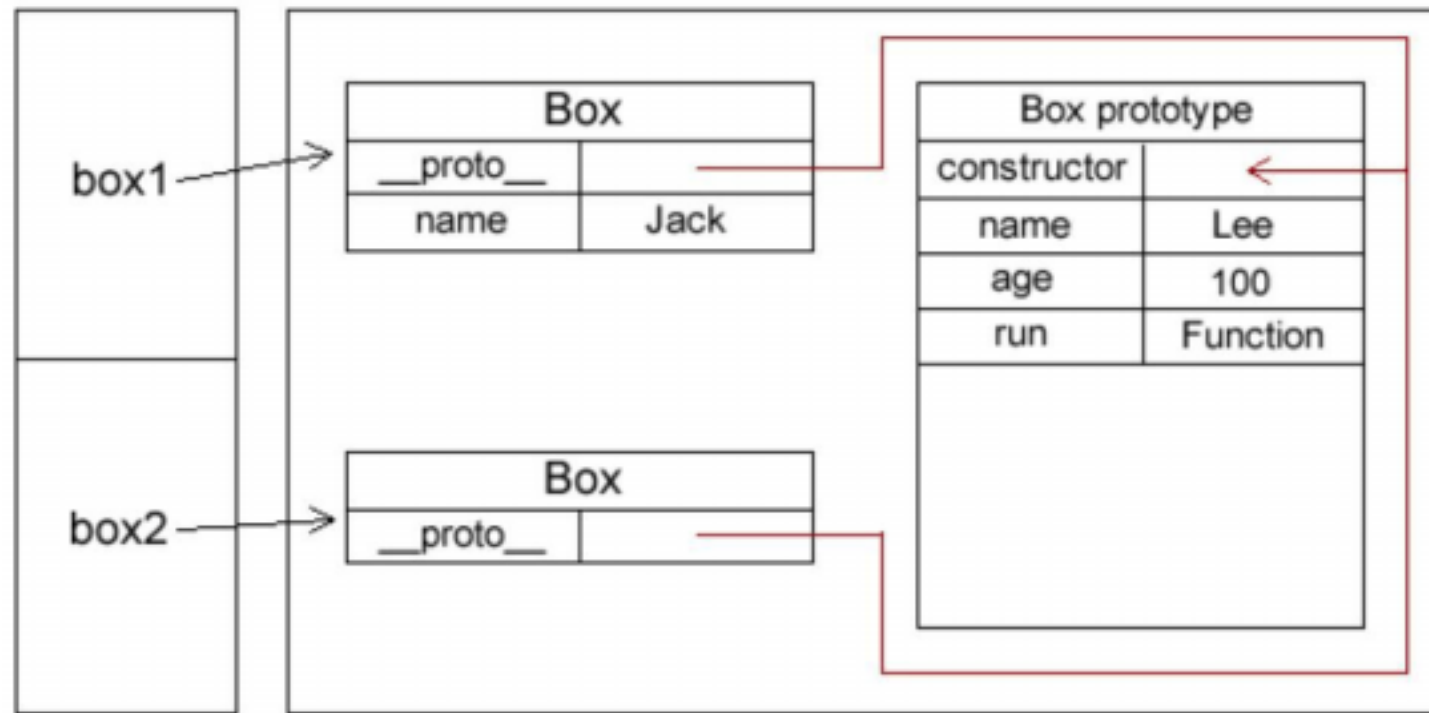 box1
box2
Box
__proto__
name Jack
Box
__proto__
Box prototype
constructor
name Lee
age 100
run Function